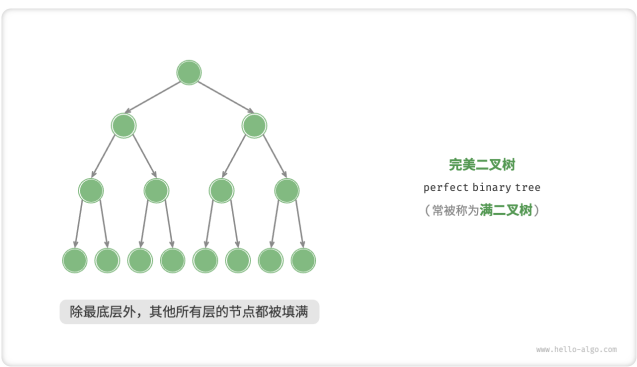 完美二叉树
perfect binary tree
（常被称为满二叉树）
除最底层外，其他所有层的节点都被填满
www.hello-algo.com